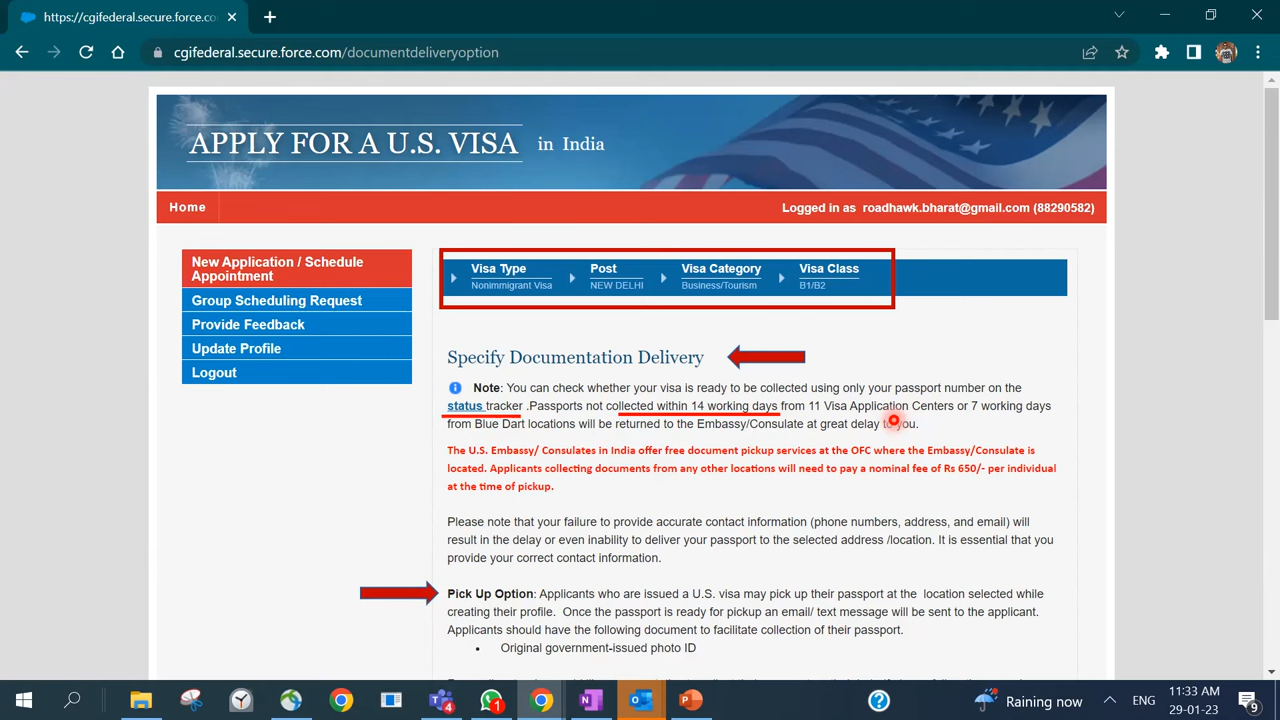 https://cgifederal.secure.force.co
cgifederal.secure.force.com/documentdeliveryoption
APPLY FOR A U.S. VISA in India
Home
Logged in as roadhawk.bharat@gmail.com (88290582)
New Application / Schedule
Appointment
Group Scheduling Request
Provide Feedback
Update Profile
Logout
Visa Type
Nonimmigrant Visa
Post
NEW DELHI
Visa Category
Business/Tourism
Visa Class
B1/B2
Specify Documentation Delivery
Note: You can check whether your visa is ready to be collected using only your passport number on the
status tracker .Passports not collected within 14 working days from 11 Visa Application Centers or 7 working days
from Blue Dart locations will be returned to the Embassy/Consulate at great delay to you.
The U.S. Embassy/ Consulates in India offer free document pickup services at the OFC where the Embassy/Consulate is
located. Applicants collecting documents from any other locations will need to pay a nominal fee of Rs 650/- per individual
at the time of pickup.
Please note that your failure to provide accurate contact information (phone numbers, address, and email) will
result in the delay or even inability to deliver your passport to the selected address /location. It is essential that you
provide your correct contact information.
Pick Up Option: Applicants who are issued a U.S. visa may pick up their passport at the location selected while
creating their profile. Once the passport is ready for pickup an email/ text message will be sent to the applicant.
Applicants should have the following document to facilitate collection of their passport.
• Original government-issued photo ID
4
1
Raining now
ENG
11:33 AM
29-01-23
9